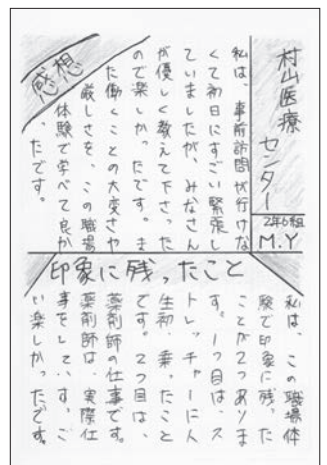 村山医療
センター
2年6組
M.Y
感想
私は、事前訪問が行けな
くて初日にすごい緊張し
ていましたが、みなさん
が優しく教えて下さった
ので楽しかったです。ま
た働くことの大変さや
厳しさを、この職場
体験で学べて良か
ったです。
印象に残ったこと
私は、この職場体
験で印象に残った
ことが2つありま
す。1つ目は、ス
トレッチャーに人
生初、乗ったこと
です。2つ目は、
薬剤師の仕事です。
薬剤師は、実際仕
事をしてい
す、ご
い楽しかったです。